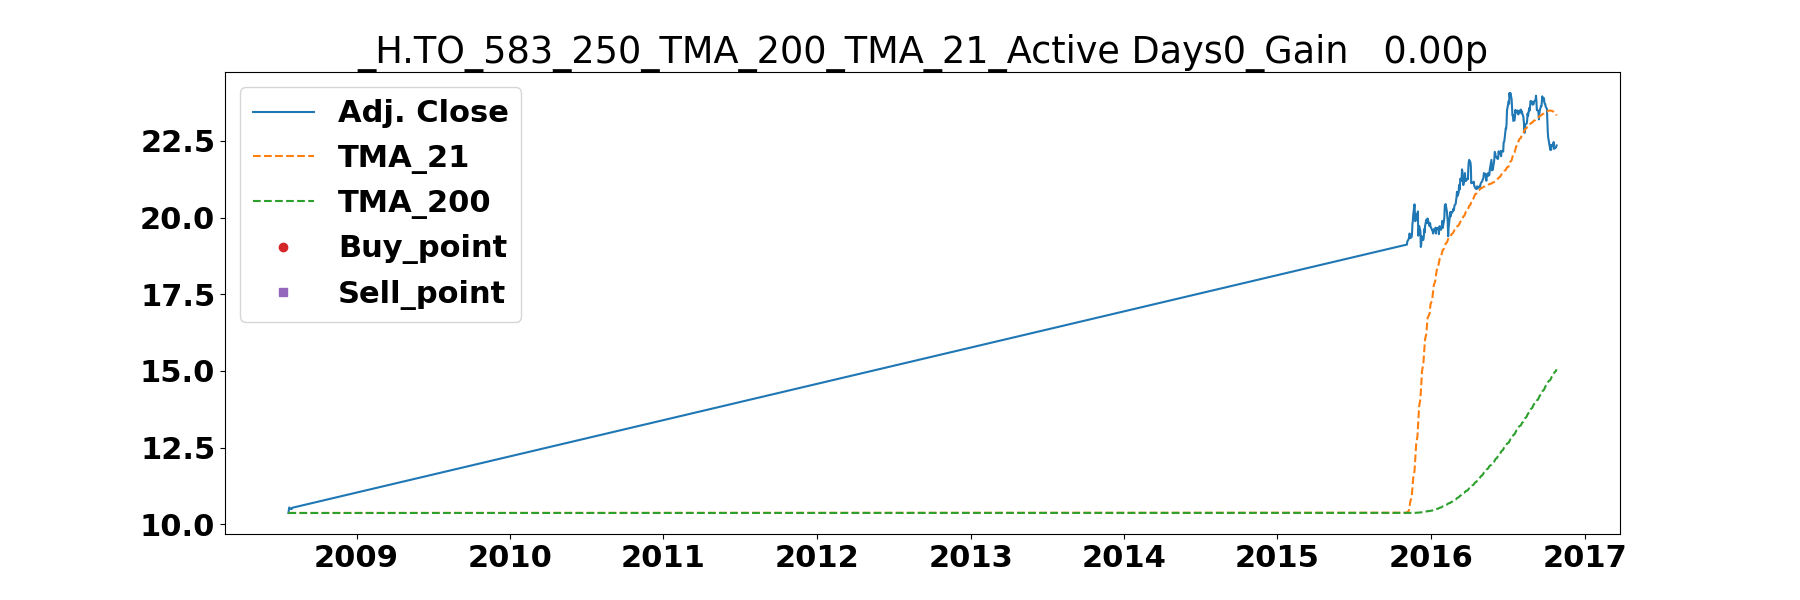 _H.TO_583_250_TMA_200_TMA_21_Active Days0_Gain   0.00p
Adj. Close
TMA_21
TMA_200
Buy_point
Sell_point
22.5
20.0
17.5
15.0
12.5
10.0
2009 2010 2011 2012 2013 2014 2015 2016 2017